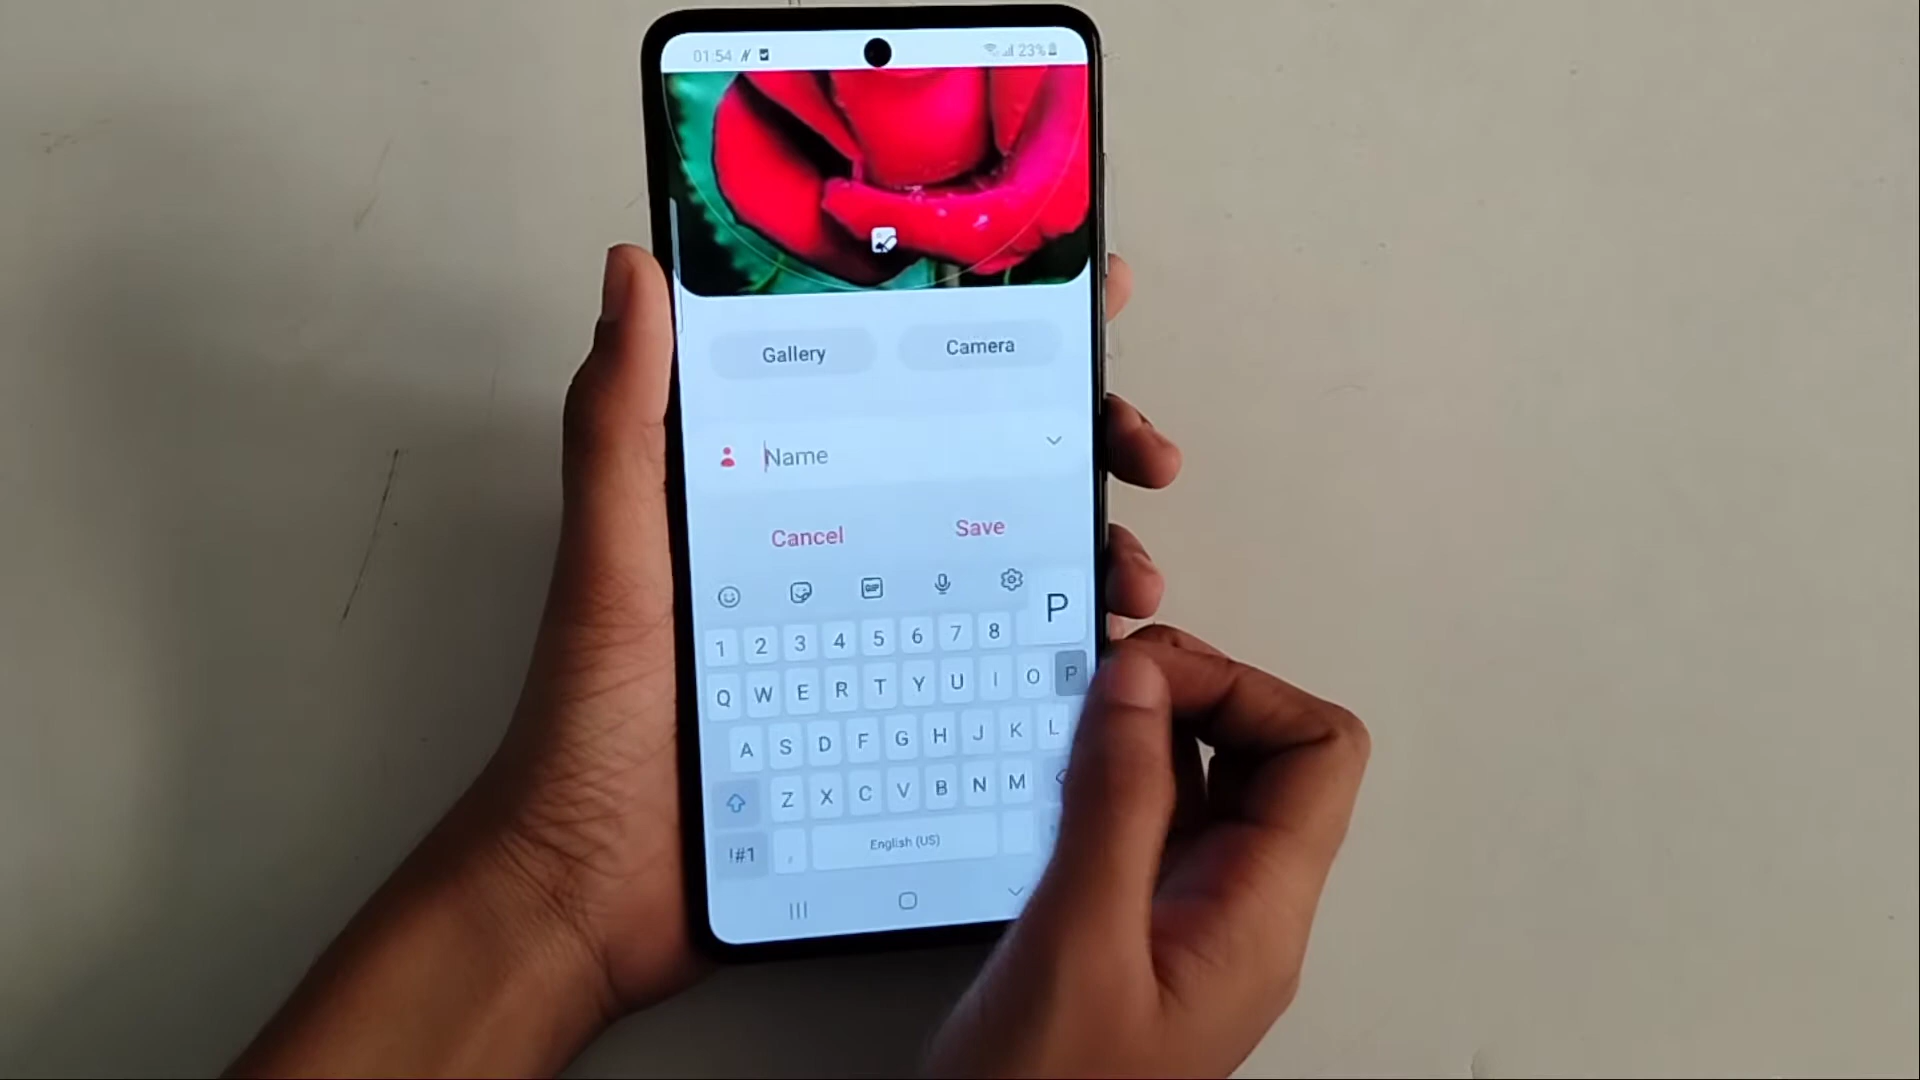 01:54 23%
Gallery Camera
Name
Cancel Save
GIF
P
1 2 3 4 5 6 7 8
Q W E R T Y U I O P
A S D F G H J K L
Z X C V B N M
!#1 , English (US)